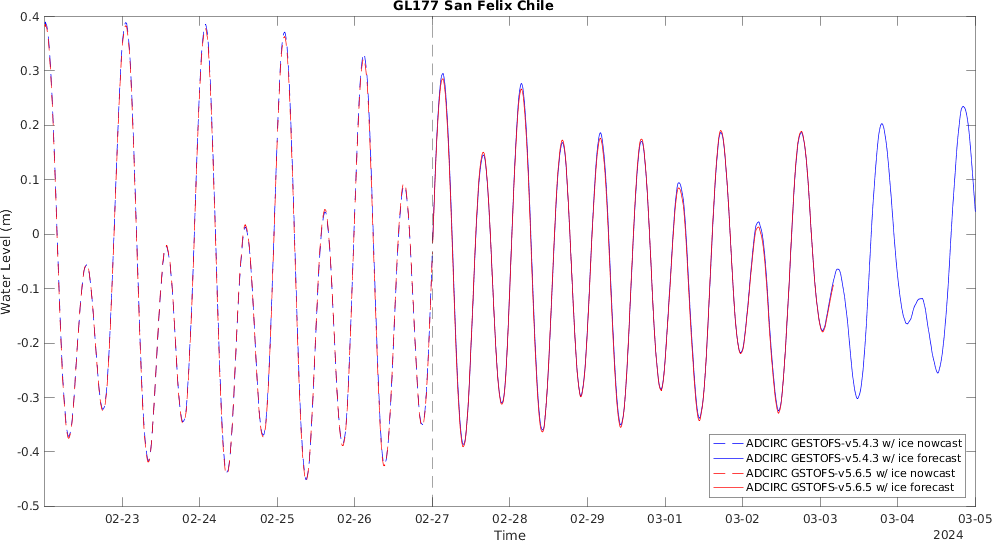 GL177 San Felix Chile
0.4
0.3
0.2
0.1
0
-0.1
-0.2
-0.3
-0.4
-0.5
Water Level (m)
ADCIRC GESTOFS-v5.4.3 w/ ice nowcast
ADCIRC GESTOFS-v5.4.3 w/ ice forecast
ADCIRC GSTOFS-v5.6.5 w/ ice nowcast
ADCIRC GSTOFS-v5.6.5 w/ ice forecast
02-23 02-24 02-25 02-26 02-27 02-28 02-29 03-01 03-02 03-03 03-04 03-05
Time
2024